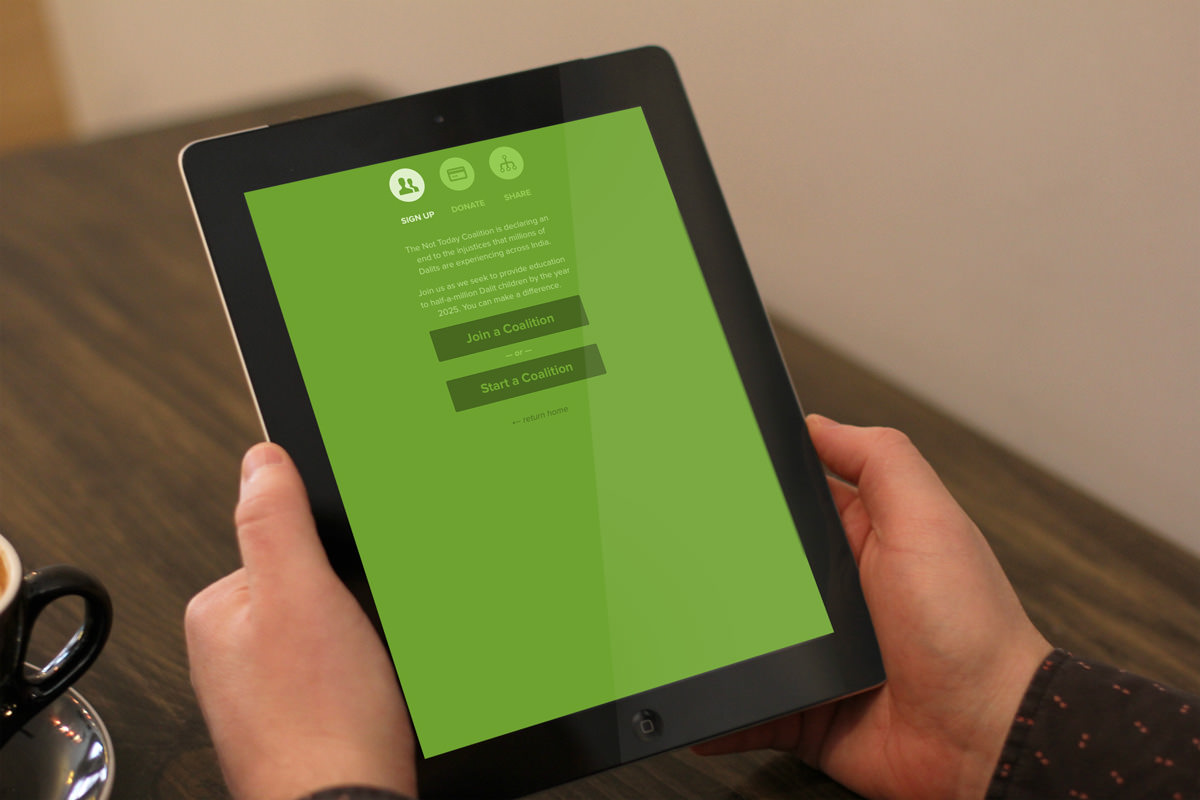 SIGN UP DONATE SHARE
The Not Today Coalition is declaring an
end to the injustices that millions of
Dalits are experiencing across India.
Join us as we seek to provide education
to half-a-million Dalit children by the year
2025. You can make a difference.
Join a Coalition
— or —
Start a Coalition
← return home